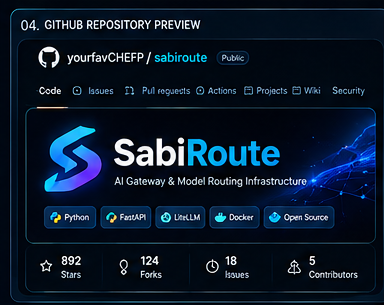 04. GITHUB REPOSITORY PREVIEW
yourfavCHEFP / sabiroute Public
Code Issues Pull requests Actions Projects Wiki Security
SabiRoute
AI Gateway & Model Routing Infrastructure
Python FastAPI LiteLLM Docker Open Source
892 124 18 5
Stars Forks Issues Contributors